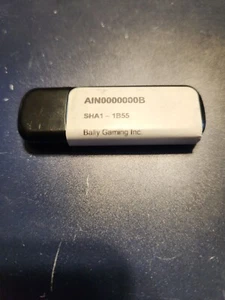 AIN0000000B
SHA1 - 1B55
Bally Gaming Inc